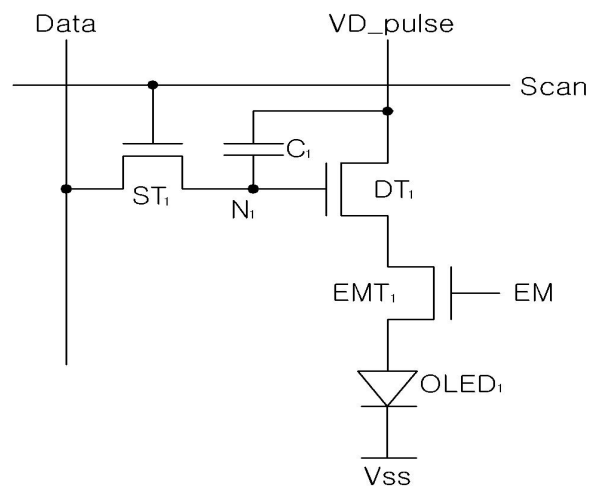 Data
VD_pulse
Scan
C₁
ST₁
N₁
DT₁
EMT₁
EM
OLED₁
Vss